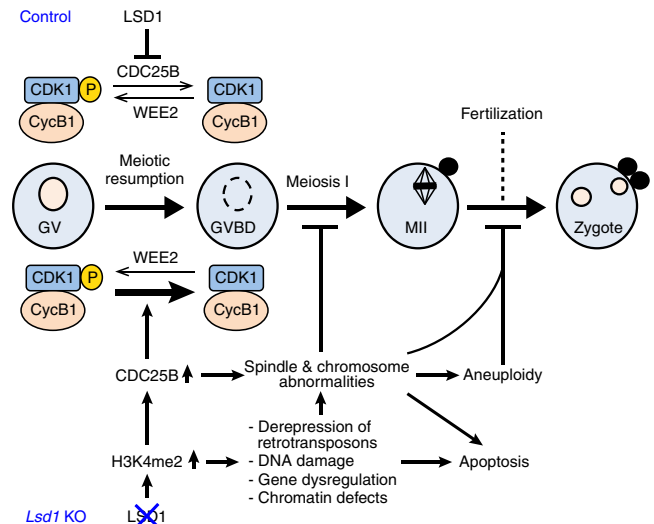 Control
LSD1
CDC25B
CDK1 P
CDK1
WEE2
CycB1
CycB1
Fertilization
Meiotic
resumption
Meiosis I
GV
GVBD
MII
Zygote
WEE2
CDK1 P
CDK1
CycB1
CycB1
CDC25B
Spindle & chromosome
abnormalities
Aneuploidy
- Derepression of
retrotransposons
H3K4me2
- DNA damage
Apoptosis
- Gene dysregulation
- Chromatin defects
Lsd1 KO
LSD1